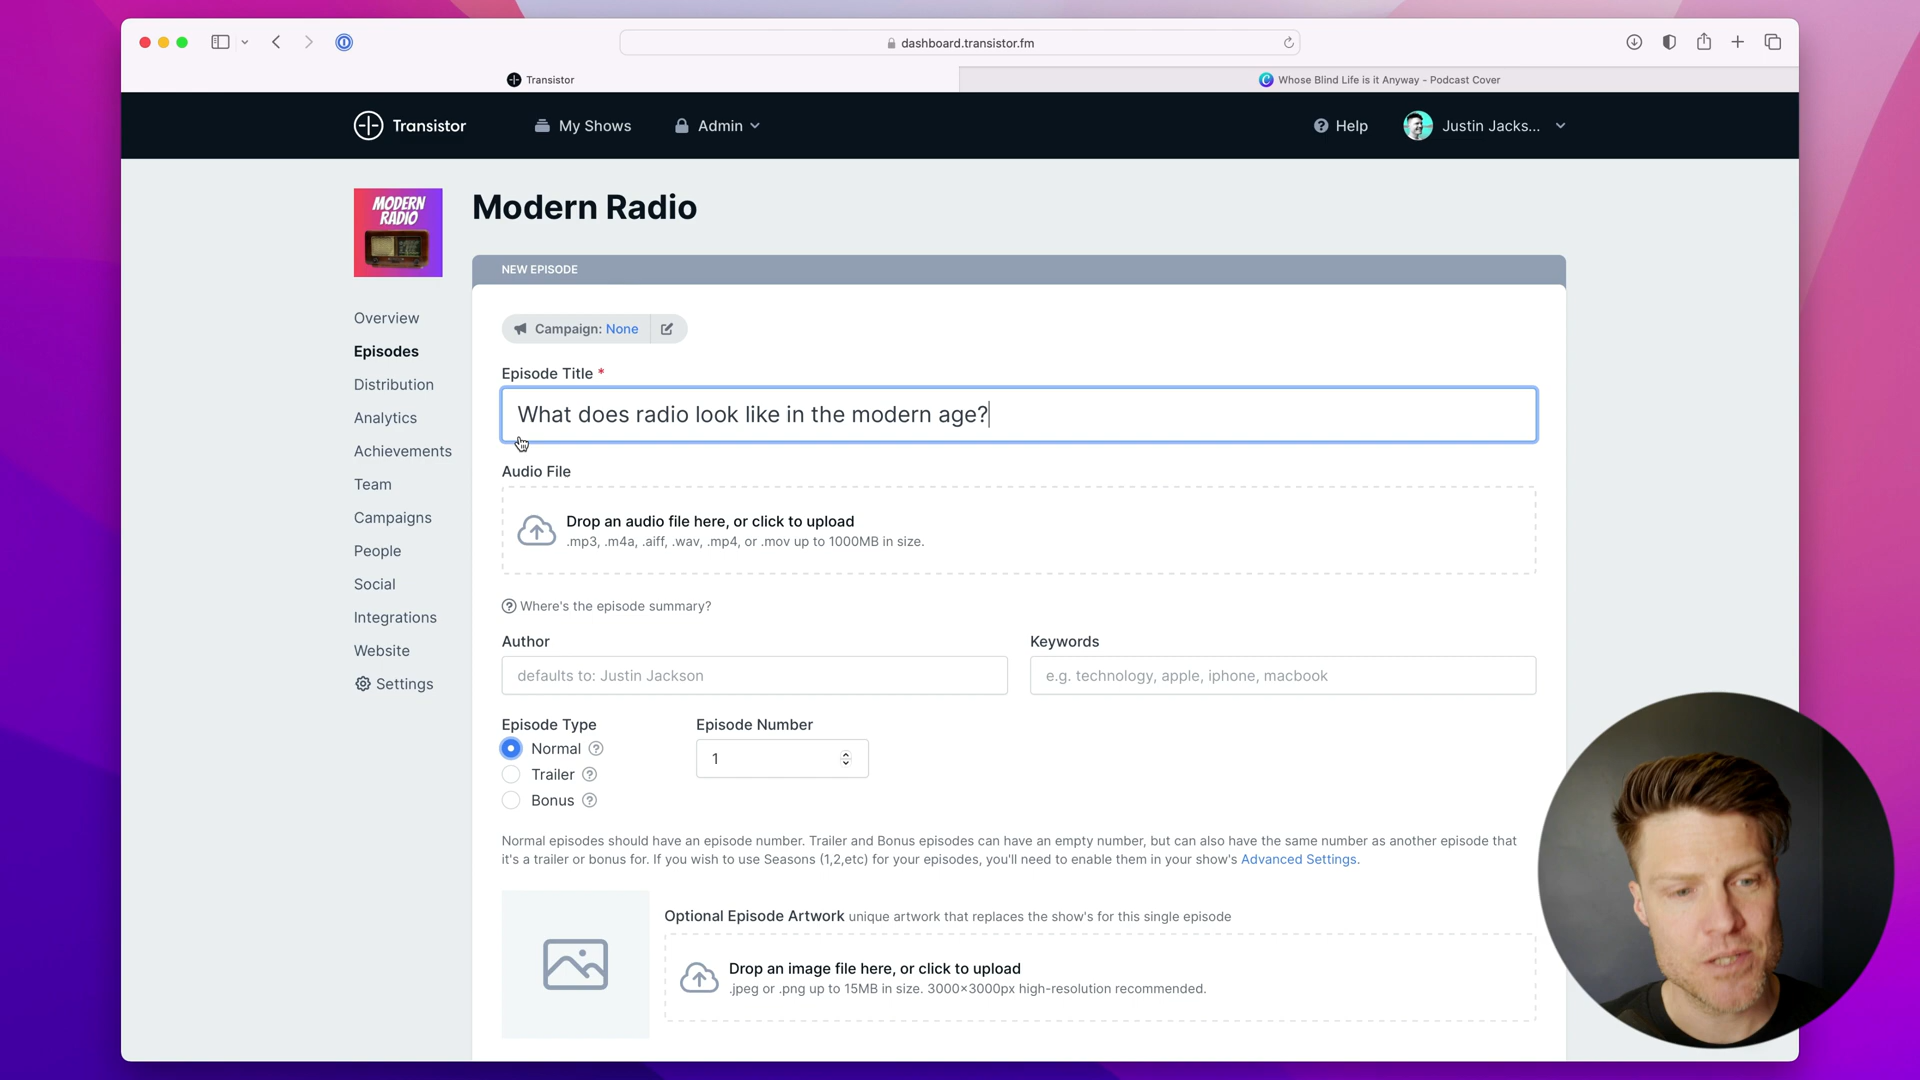 dashboard.transistor.fm
Transistor
Whose Blind Life is it Anyway - Podcast Cover
Transistor
My Shows
Admin
Help
Justin Jacks...
MODERN
RADIO
Modern Radio
NEW EPISODE
Overview
Episodes
Distribution
Analytics
Achievements
Team
Campaigns
People
Social
Integrations
Website
Settings
Campaign: None
Episode Title *
What does radio look like in the modern age?
Audio File
Drop an audio file here, or click to upload
.mp3, .m4a, .aiff, .wav, .mp4, or .mov up to 1000MB in size.
Where's the episode summary?
Author
Keywords
defaults to: Justin Jackson
e.g. technology, apple, iphone, macbook
Episode Type
Episode Number
Normal
1
Trailer
Bonus
Normal episodes should have an episode number. Trailer and Bonus episodes can have an empty number, but can also have the same number as another episode that
it's a trailer or bonus for. If you wish to use Seasons (1,2,etc) for your episodes, you'll need to enable them in your show's Advanced Settings.
Optional Episode Artwork unique artwork that replaces the show's for this single episode
Drop an image file here, or click to upload
.jpeg or .png up to 15MB in size. 3000×3000px high-resolution recommended.